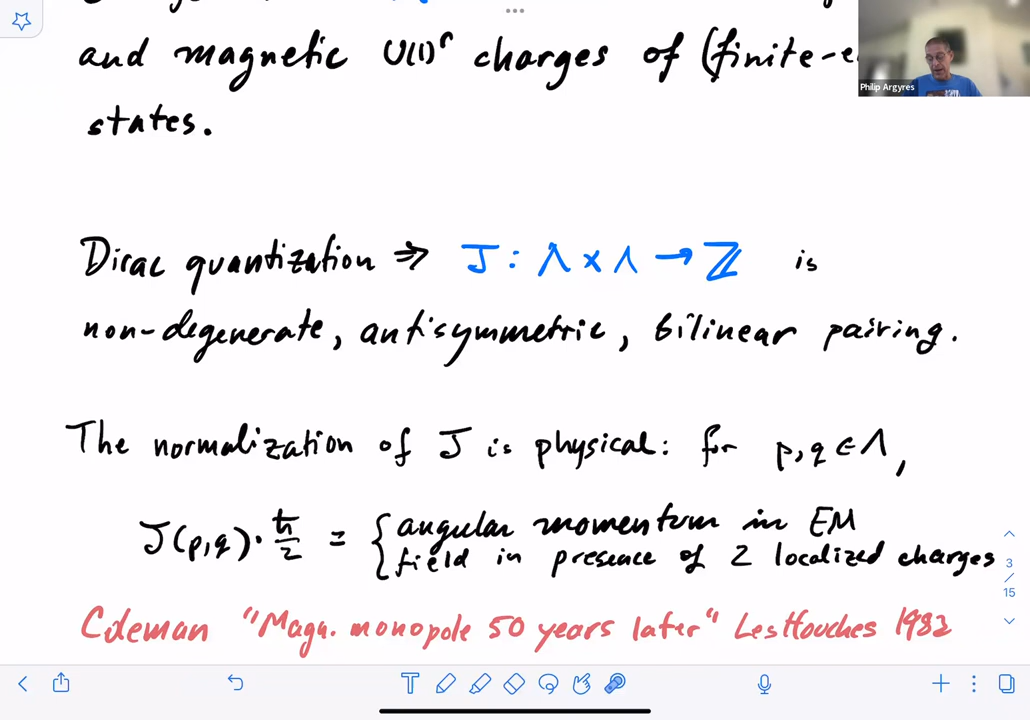 and magnetic U(1)ʳ charges of (finite-e
Philip Argyres
states.
Dirac quantization ⇒ J : Λ × Λ → ℤ is
non-degenerate, antisymmetric, bilinear pairing.
The normalization of J is physical: for p,q ∈ Λ,
J(p,q)·ħ/2 = { angular momentum in EM
field in presence of 2 localized charges
Coleman "Magn. monopole 50 years later" Les Houches 1982
3
/
15
T